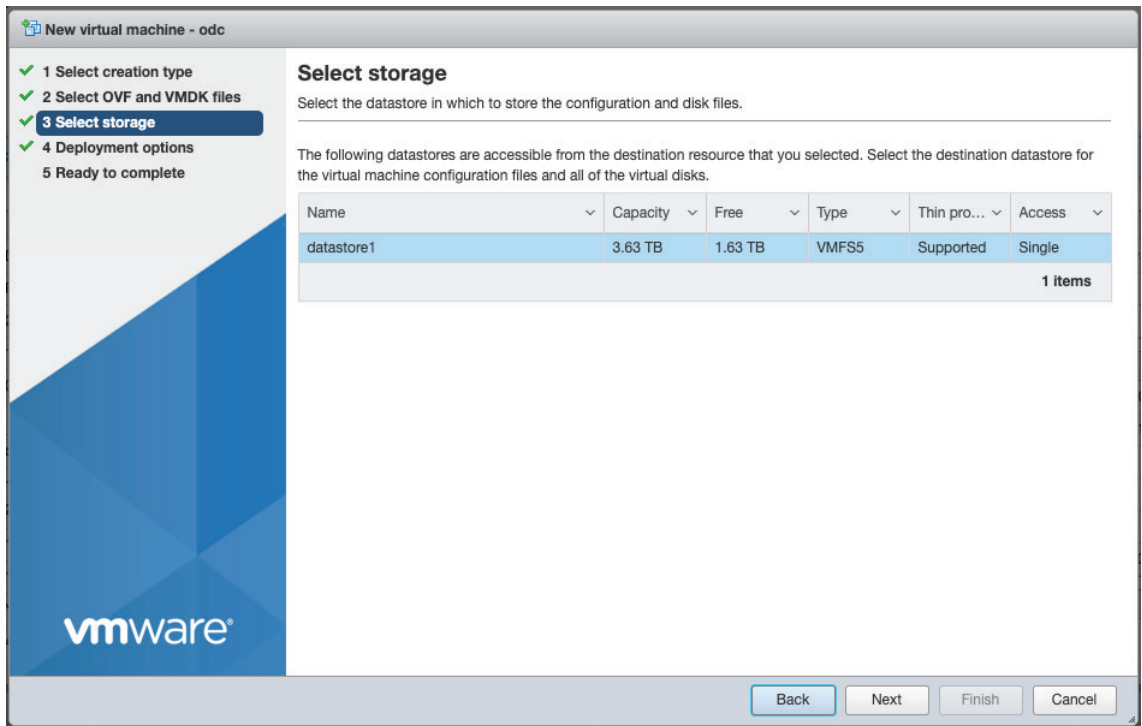 New virtual machine - odc
1 Select creation type
2 Select OVF and VMDK files
3 Select storage
4 Deployment options
5 Ready to complete
vmware®
Select storage
Select the datastore in which to store the configuration and disk files.
The following datastores are accessible from the destination resource that you selected. Select the destination datastore for
the virtual machine configuration files and all of the virtual disks.
Name Capacity Free Type Thin pro... Access
datastore1 3.63 TB 1.63 TB VMFS5 Supported Single
1 items
Back Next Finish Cancel